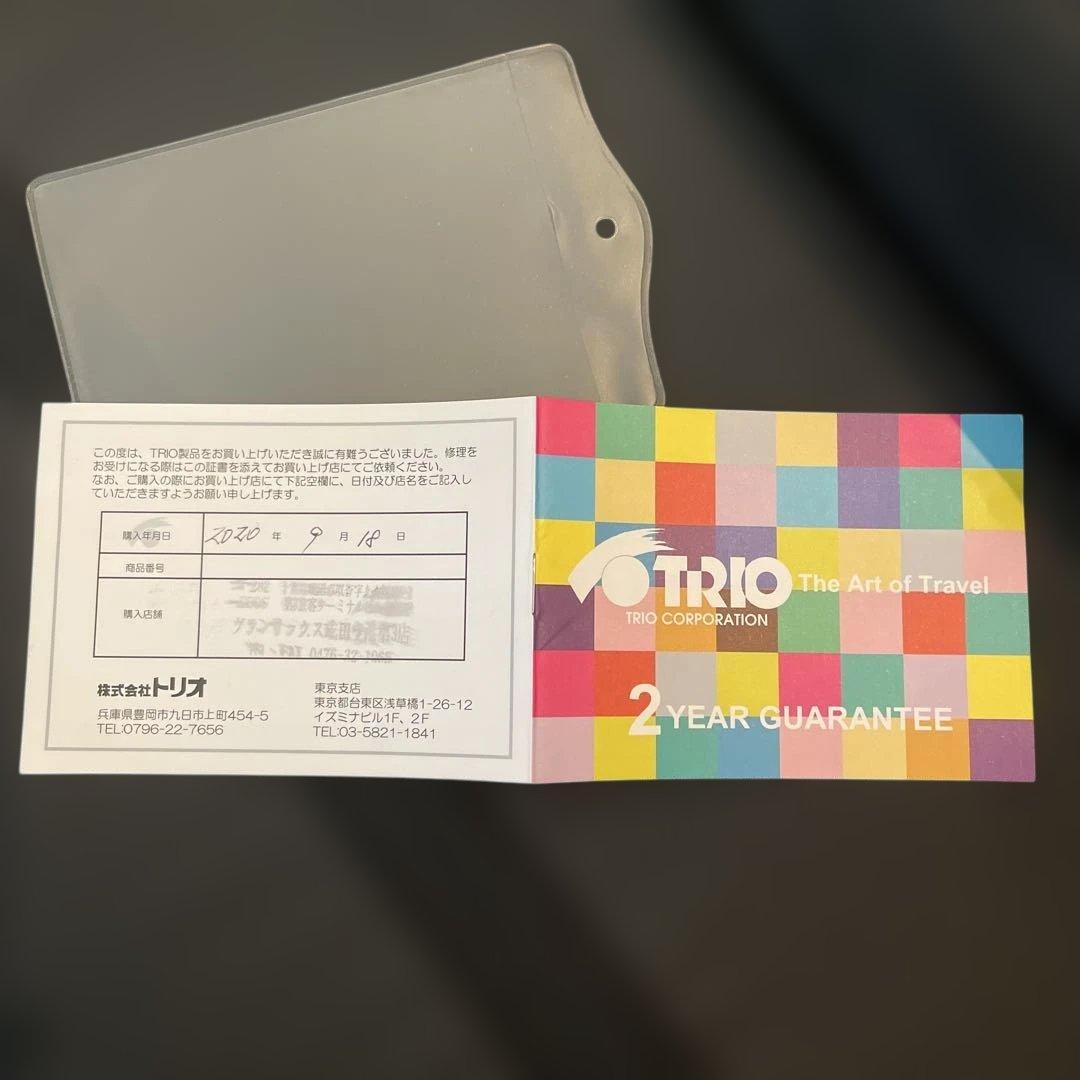 この度は、TRIO製品をお買い上げいただき誠に有難うございました。修理を
お受けになる際はこの証書を添えてお買い上げ店にてご依頼ください。
なお、ご購入の際にお買い上げ店にて下記空欄に、日付及び店名をご記入し
ていただきますようお願い申し上げます。
購入年月日 2020 年 9 月 18 日
商品番号
購入店舗
株式会社トリオ
兵庫県豊岡市九日市上町454-5
TEL:0796-22-7656
東京支店
東京都台東区浅草橋1-26-12
イズミナビル1F、2F
TEL:03-5821-1841
TRIO The Art of Travel
TRIO CORPORATION
2 YEAR GUARANTEE